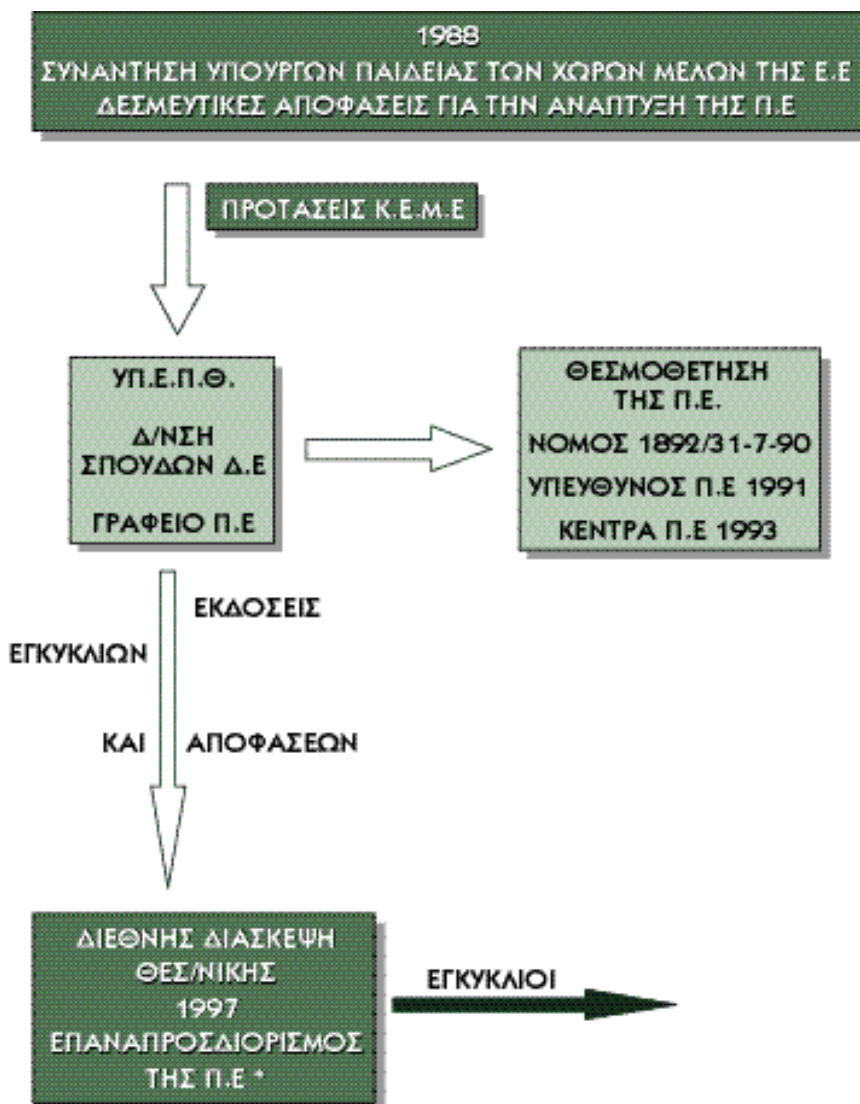 1988
ΣΥΝΑΝΤΗΣΗ ΥΠΟΥΡΓΩΝ ΠΑΙΔΕΙΑΣ ΤΩΝ ΧΩΡΩΝ ΜΕΛΩΝ ΤΗΣ Ε.Ε
ΔΕΣΜΕΥΤΙΚΕΣ ΑΠΟΦΑΣΕΙΣ ΓΙΑ ΤΗΝ ΑΝΑΠΤΥΞΗ ΤΗΣ Π.Ε
ΠΡΟΤΑΣΕΙΣ Κ.Ε.Μ.Ε
ΥΠ.Ε.Π.Θ.
Δ/ΝΣΗ
ΣΠΟΥΔΩΝ Δ.Ε
ΓΡΑΦΕΙΟ Π.Ε
ΘΕΣΜΟΘΕΤΗΣΗ
ΤΗΣ Π.Ε.
ΝΟΜΟΣ 1892/31-7-90
ΥΠΕΥΘΥΝΟΣ Π.Ε 1991
ΚΕΝΤΡΑ Π.Ε 1993
ΕΚΔΟΣΕΙΣ
ΕΓΚΥΚΛΙΩΝ
ΚΑΙ ΑΠΟΦΑΣΕΩΝ
ΔΙΕΘΝΗΣ ΔΙΑΣΚΕΨΗ
ΘΕΣ/ΝΙΚΗΣ
1997
ΕΠΑΝΑΠΡΟΣΔΙΟΡΙΣΜΟΣ
ΤΗΣ Π.Ε *
ΕΓΚΥΚΛΙΟΙ